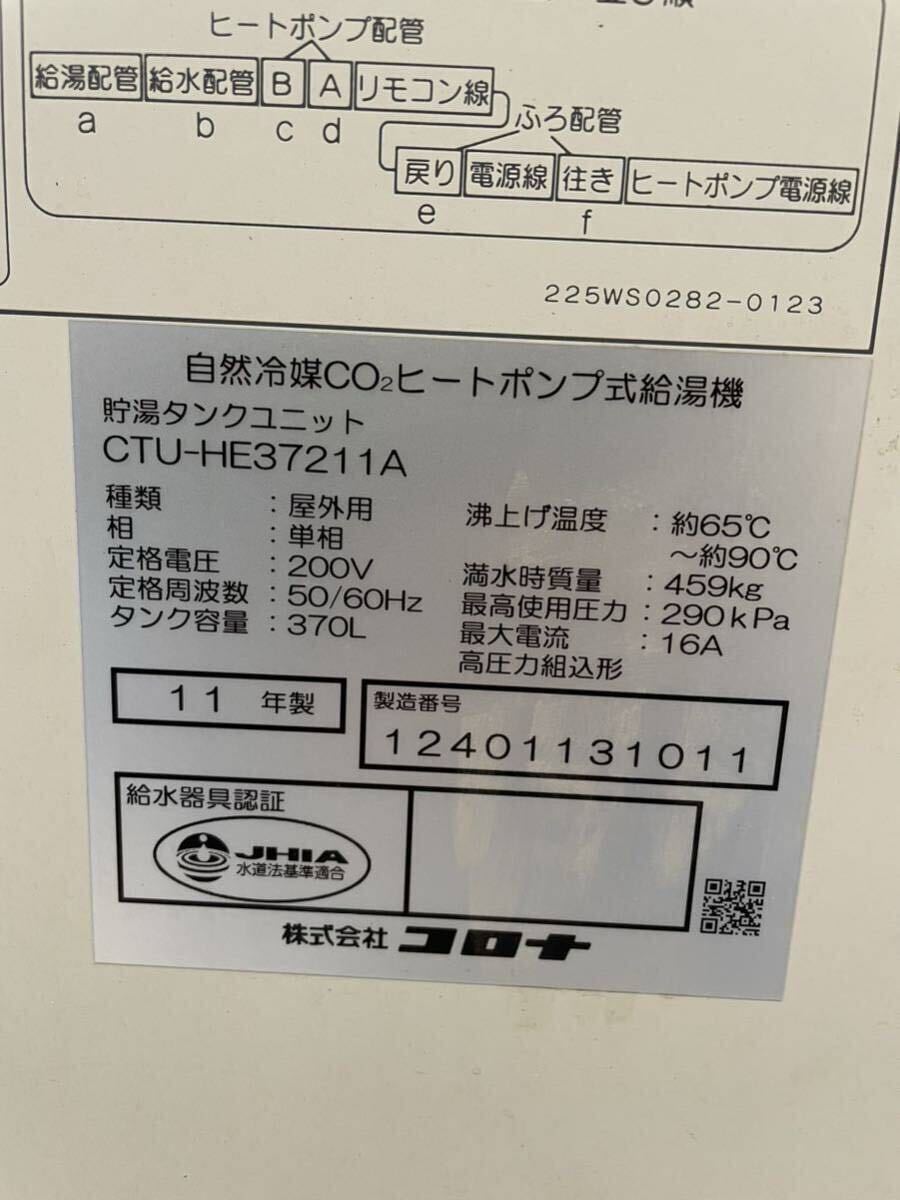 ヒートポンプ配管
給湯配管 給水配管 B A リモコン線
a b c d
ふろ配管
戻り 電源線 往き ヒートポンプ電源線
e f
225WS0282-0123
自然冷媒CO₂ヒートポンプ式給湯機
貯湯タンクユニット
CTU-HE37211A
種類 : 屋外用
相 : 単相
定格電圧 : 200V
定格周波数 : 50/60Hz
タンク容量 : 370L
沸上げ温度 : 約65℃
～約90℃
満水時質量 : 459kg
最高使用圧力 : 290kPa
最大電流 : 16A
高圧力組込形
11 年製
製造番号
12401131011
給水器具認証
JHIA
水道法基準適合
株式会社 コロナ